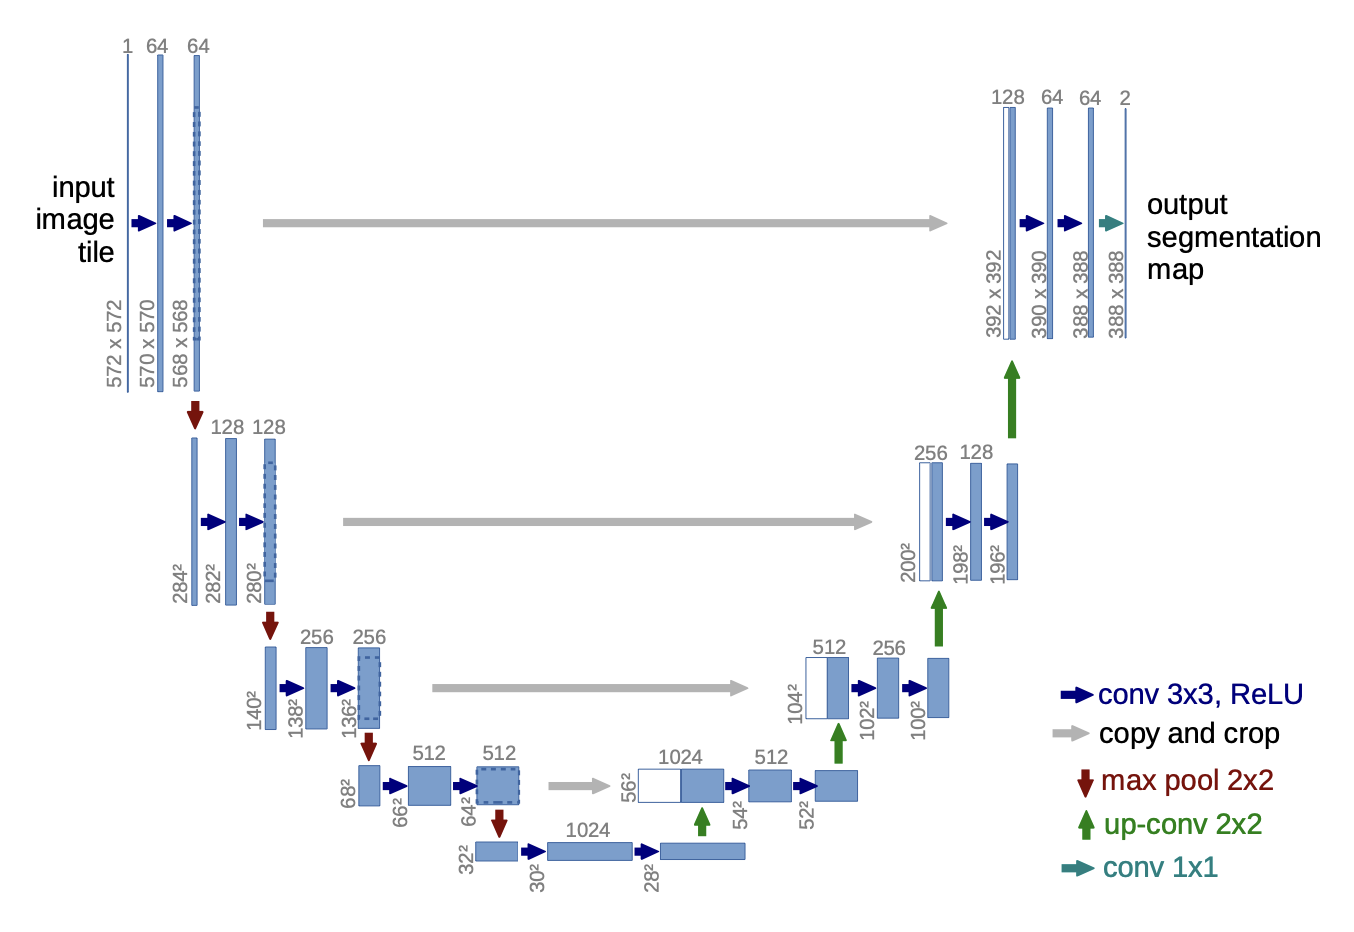 1 64 64
128 64 64 2
input
image
tile
output
segmentation
map
572 x 572
570 x 570
568 x 568
392 x 392
390 x 390
388 x 388
388 x 388
128 128
256 128
284²
282²
280²
200²
198²
196²
256 256
512 256
140²
138²
136²
104²
102²
100²
512 512
1024 512
68²
66²
64²
56²
54²
52²
1024
32²
30²
28²
conv 3x3, ReLU
copy and crop
max pool 2x2
up-conv 2x2
conv 1x1